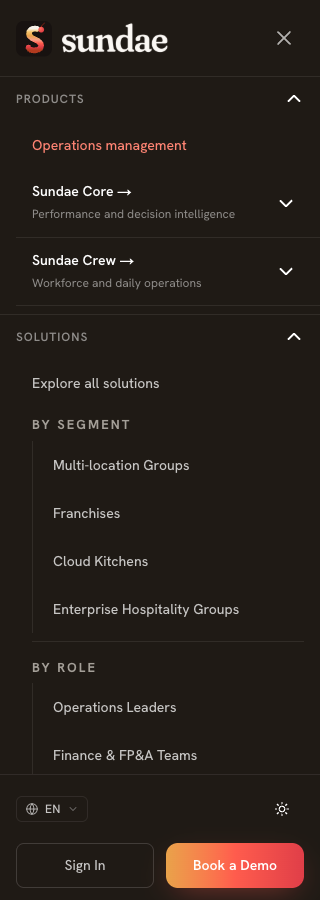 sundae
PRODUCTS
Operations management
Sundae Core →
Performance and decision intelligence
Sundae Crew →
Workforce and daily operations
SOLUTIONS
Explore all solutions
BY SEGMENT
Multi-location Groups
Franchises
Cloud Kitchens
Enterprise Hospitality Groups
BY ROLE
Operations Leaders
Finance & FP&A Teams
EN
Sign In
Book a Demo